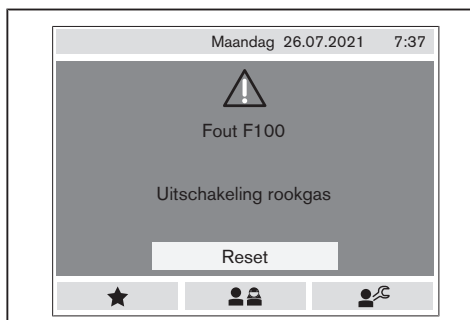 Maandag 26.07.2021 7:37
Fout F100
Uitschakeling rookgas
Reset